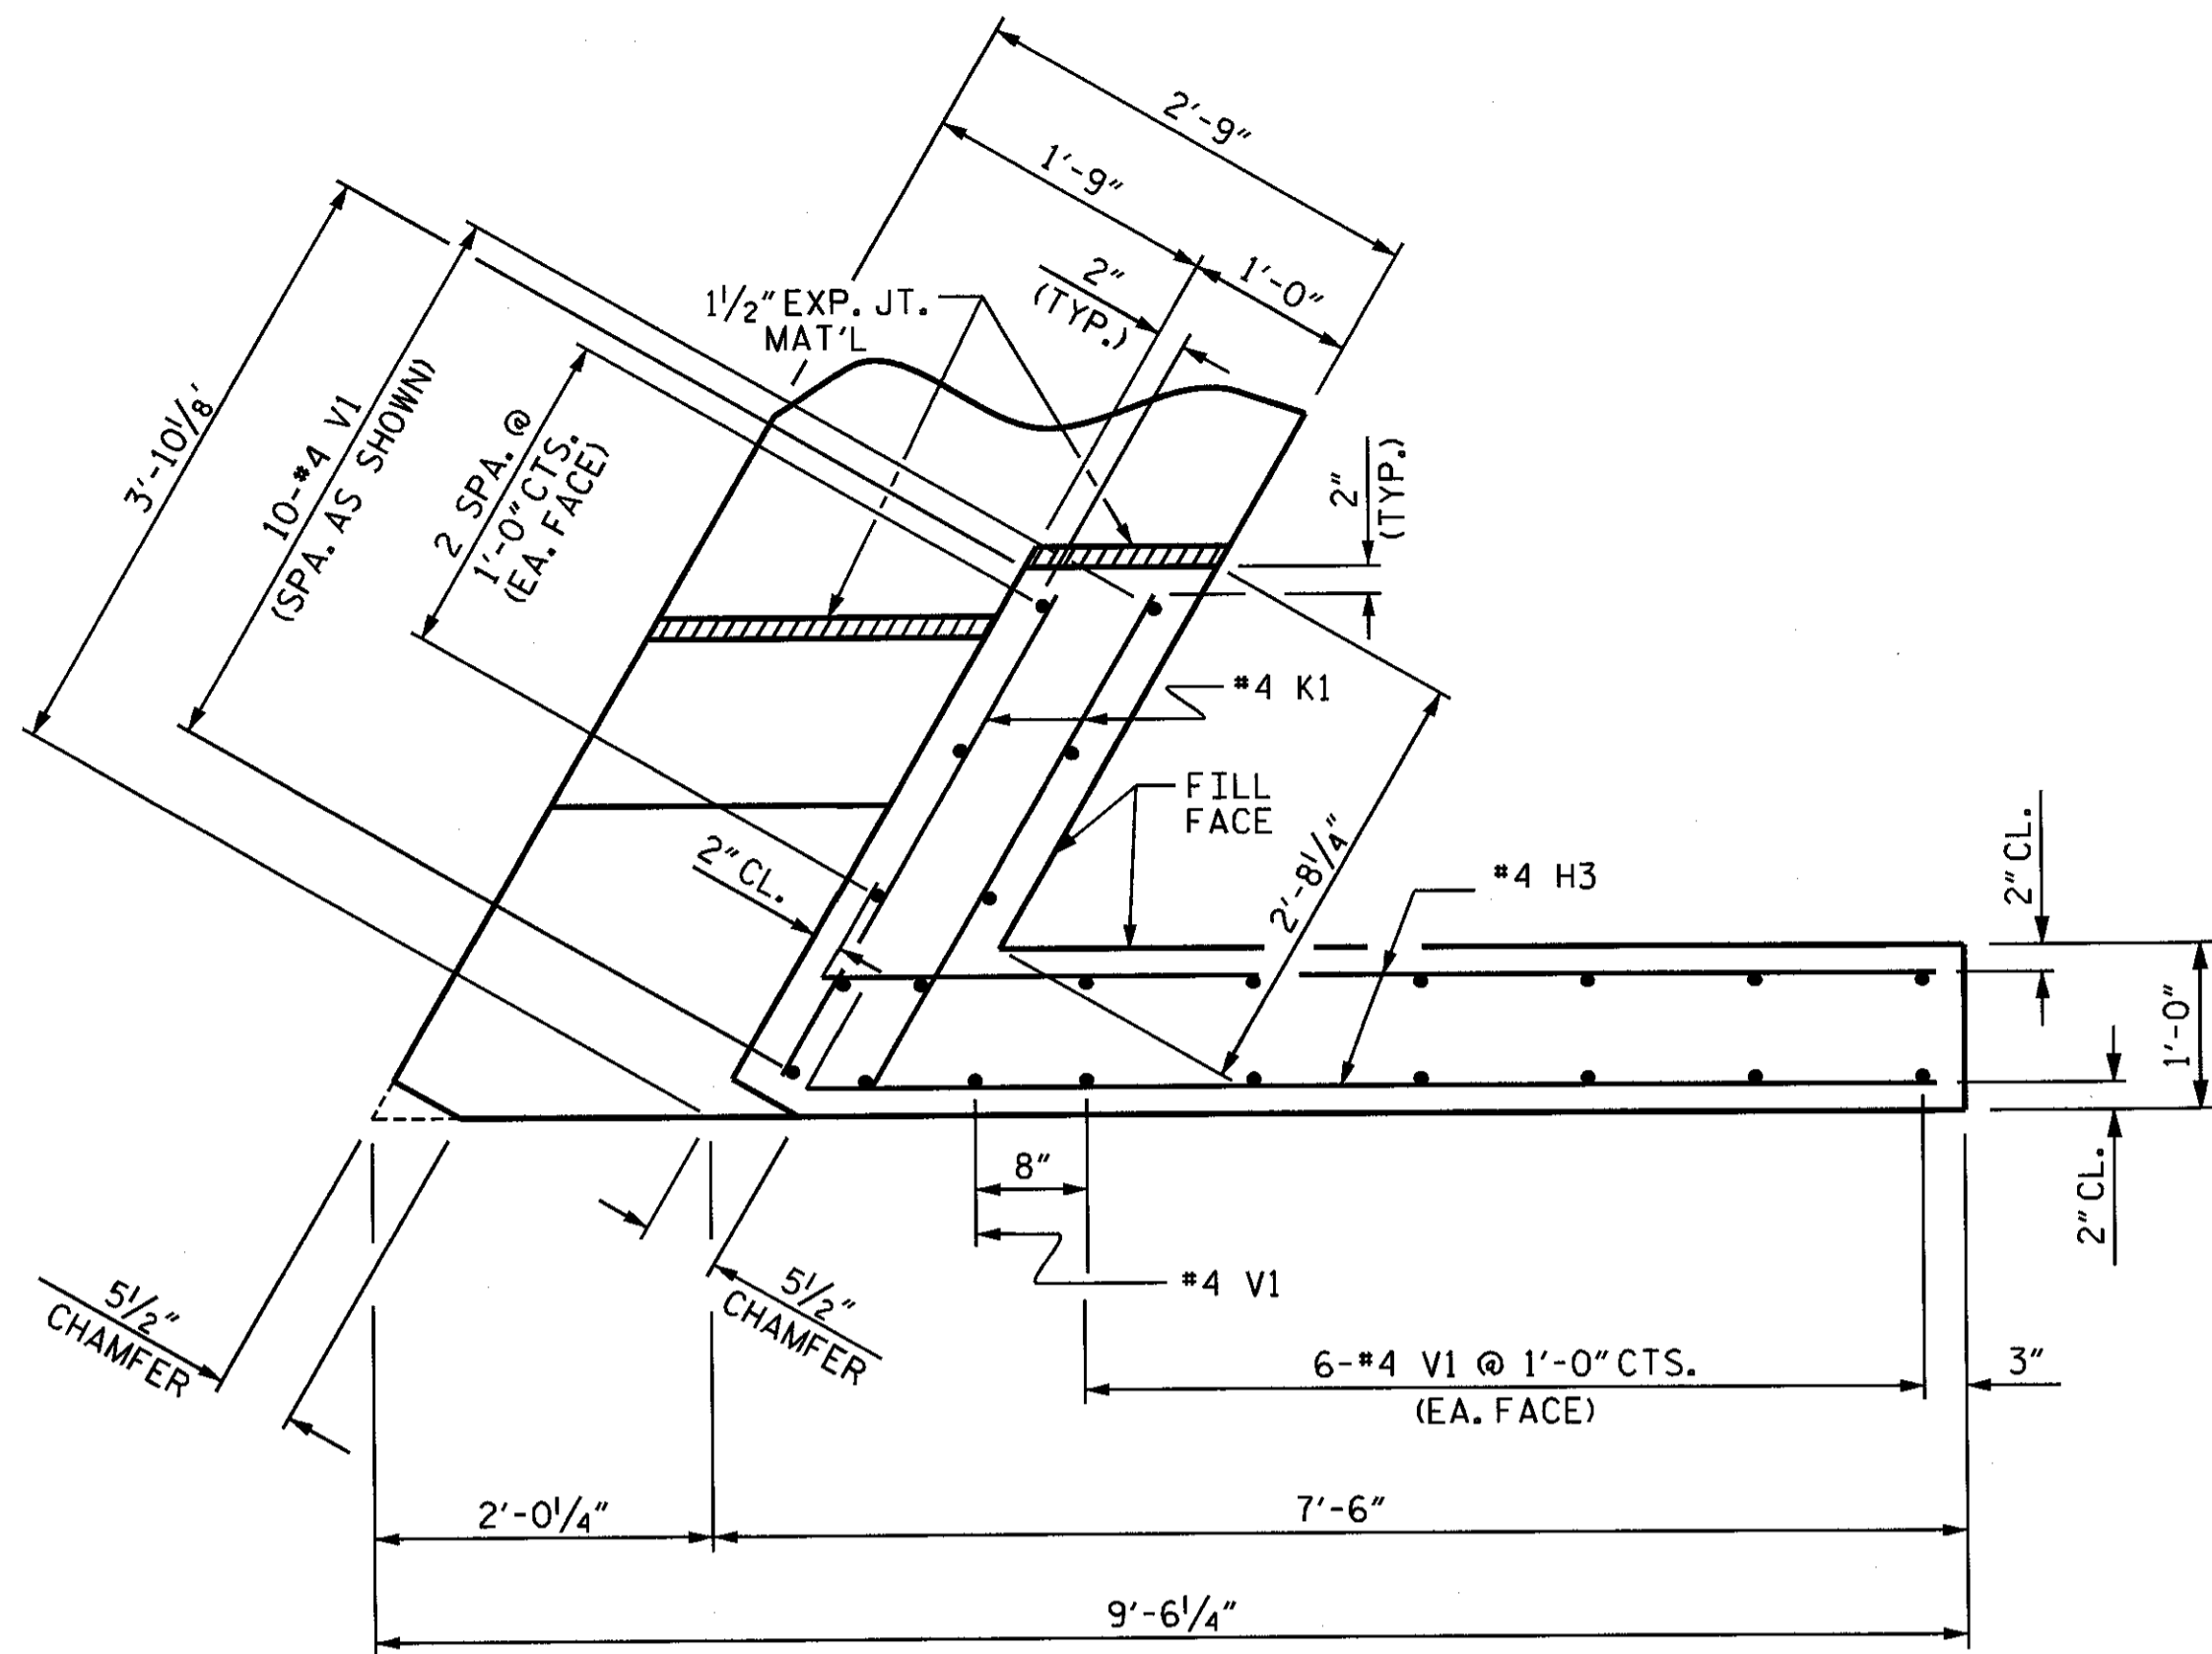 2'-9"
1'-9"
1'-0"
2"
(TYP.)
1½" EXP. JT.
MAT'L
3'-10⅛'
10-#4 V1
(SPA. AS SHOWN)
2 SPA. @
1'-0" CTS.
(EA. FACE)
2"
(TYP.)
#4 K1
FILL
FACE
2" CL.
2'-8¼"
#4 H3
2" CL.
1'-0"
2" CL.
8"
#4 V1
5½"
CHAMFER
5½"
CHAMFER
6-#4 V1 @ 1'-0" CTS.
(EA. FACE)
3"
2'-0¼"
7'-6"
9'-6¼"